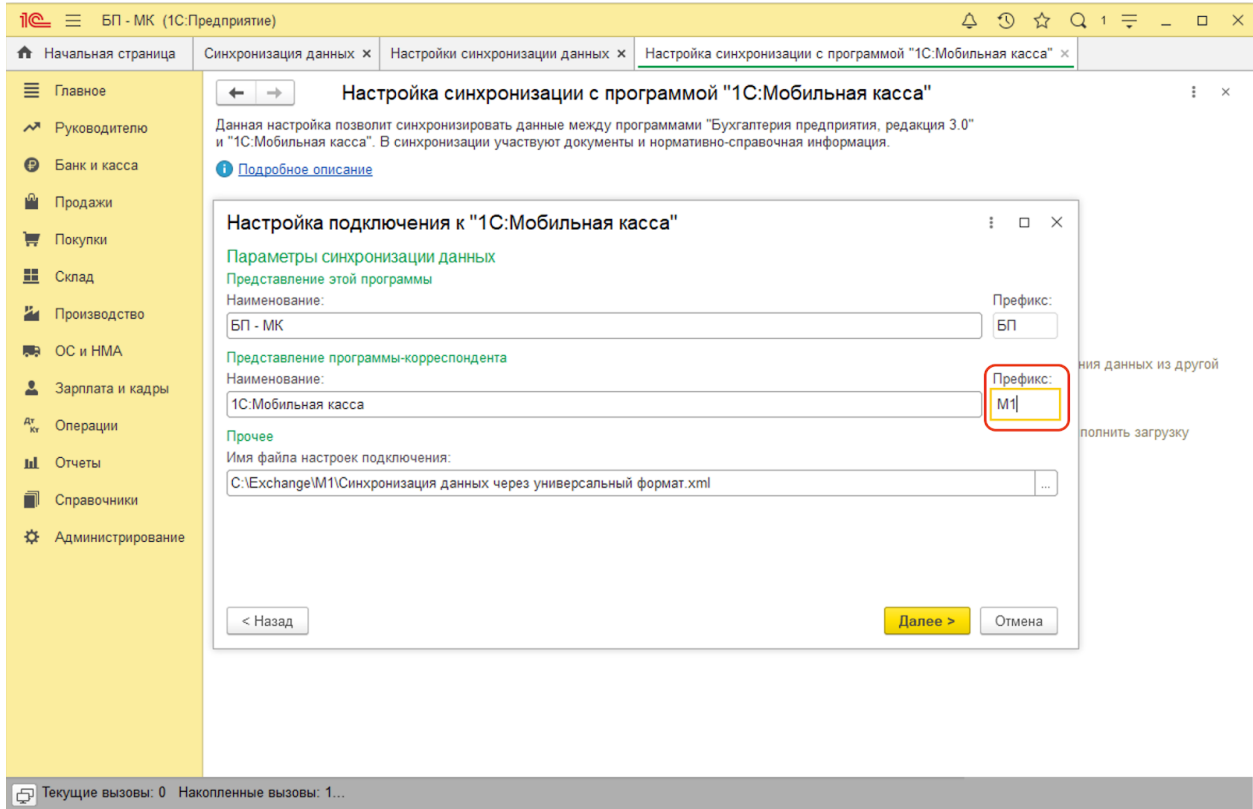 1С БП - МК (1С:Предприятие) 1
Начальная страница Синхронизация данных × Настройки синхронизации данных × Настройка синхронизации с программой "1С:Мобильная касса" ×
Главное
Руководителю
Банк и касса
Продажи
Покупки
Склад
Производство
ОС и НМА
Зарплата и кадры
Дт Кт Операции
Отчеты
Справочники
Администрирование
Настройка синхронизации с программой "1С:Мобильная касса"
Данная настройка позволит синхронизировать данные между программами "Бухгалтерия предприятия, редакция 3.0"
и "1С:Мобильная касса". В синхронизации участвуют документы и нормативно-справочная информация.
Подробное описание
Настройка подключения к "1С:Мобильная касса"
Параметры синхронизации данных
Представление этой программы
Наименование: Префикс:
БП - МК БП
Представление программы-корреспондента
Наименование: Префикс:
1С:Мобильная касса М1
Прочее
Имя файла настроек подключения:
C:\Exchange\M1\Синхронизация данных через универсальный формат.xml ...
< Назад Далее > Отмена
ния данных из другой
полнить загрузку
Текущие вызовы: 0 Накопленные вызовы: 1...